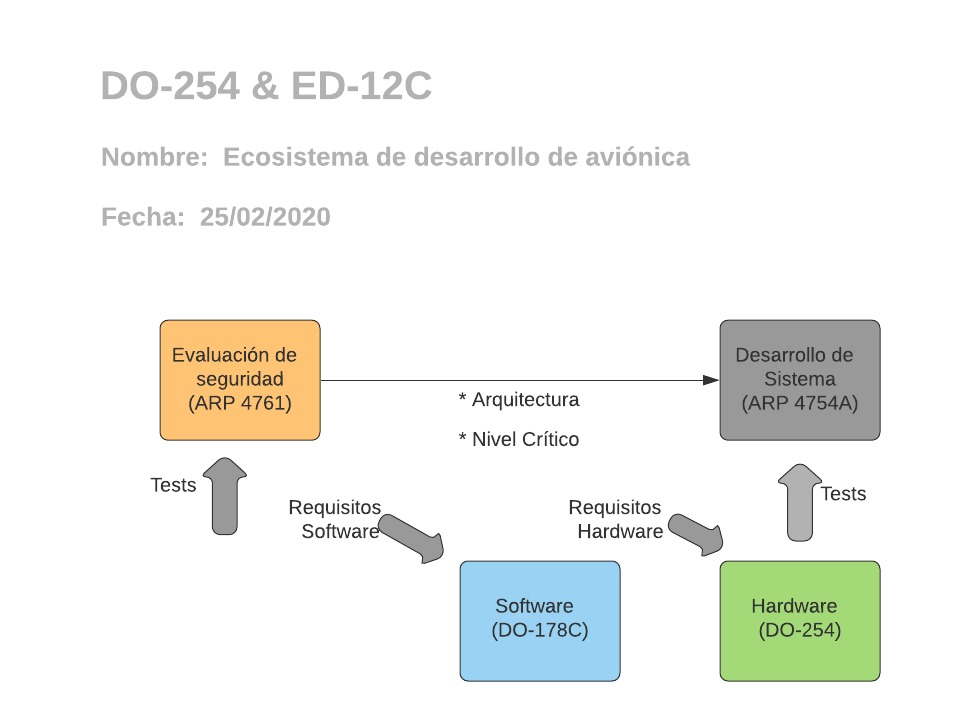 DO-254 & ED-12C
Nombre: Ecosistema de desarrollo de aviónica
Fecha: 25/02/2020
Evaluación de
seguridad
(ARP 4761)
* Arquitectura
* Nivel Crítico
Desarrollo de
Sistema
(ARP 4754A)
Tests
Requisitos
Software
Requisitos
Hardware
Tests
Software
(DO-178C)
Hardware
(DO-254)